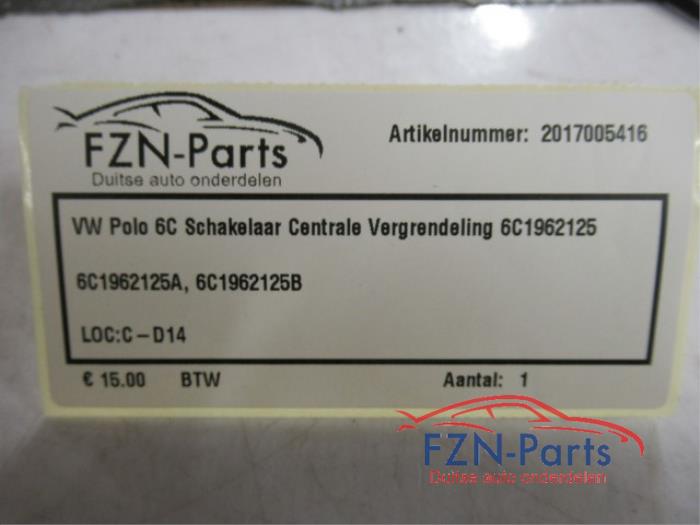 FZN-Parts
Duitse auto onderdelen
Artikelnummer: 2017005416
VW Polo 6C Schakelaar Centrale Vergrendeling 6C1962125
6C1962125A, 6C1962125B
LOC:C-D14
€ 15.00 BTW Aantal: 1
FZN-Parts
Duitse auto onderdelen